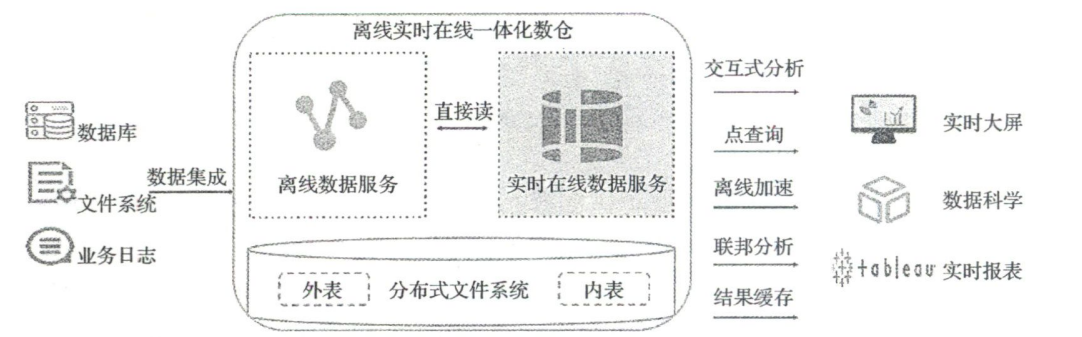 离线实时在线一体化数仓
数据库
文件系统
业务日志
数据集成
离线数据服务
直接读
实时在线数据服务
外表
分布式文件系统
内表
交互式分析
点查询
离线加速
联邦分析
结果缓存
实时大屏
数据科学
tableau 实时报表